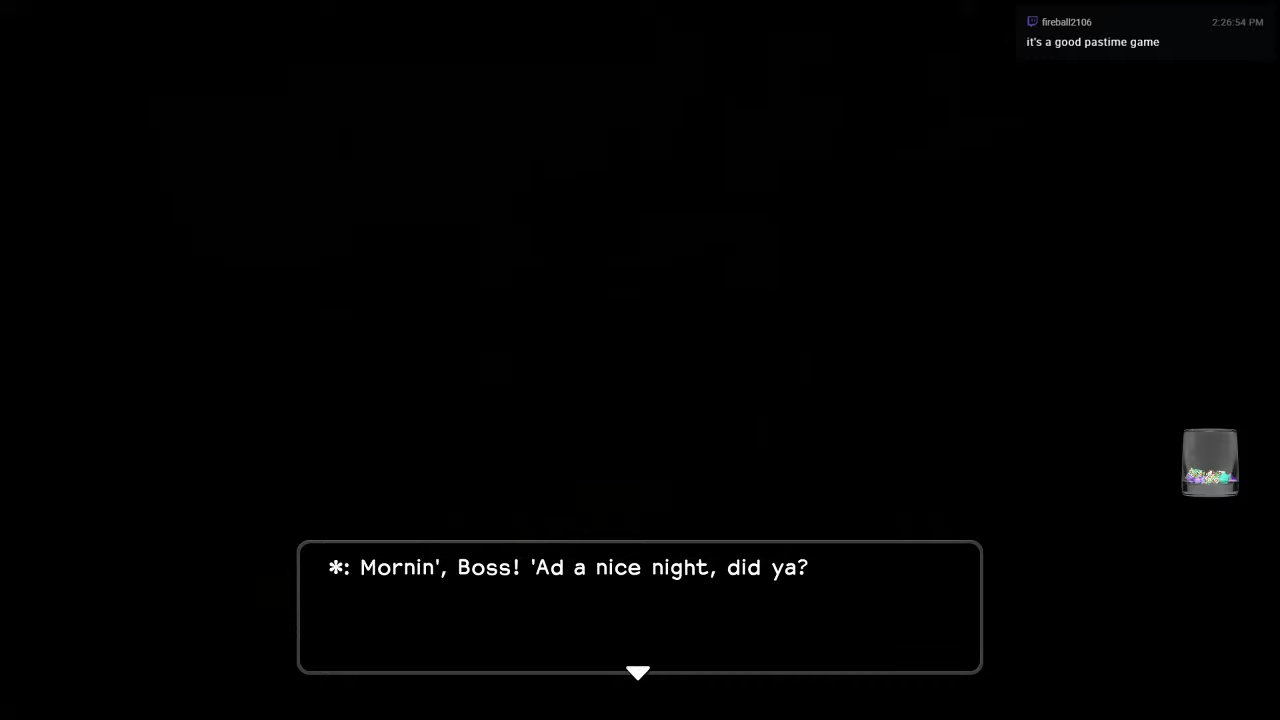 fireball2106 2:26:54 PM
it's a good pastime game
*: Mornin', Boss! 'Ad a nice night, did ya?